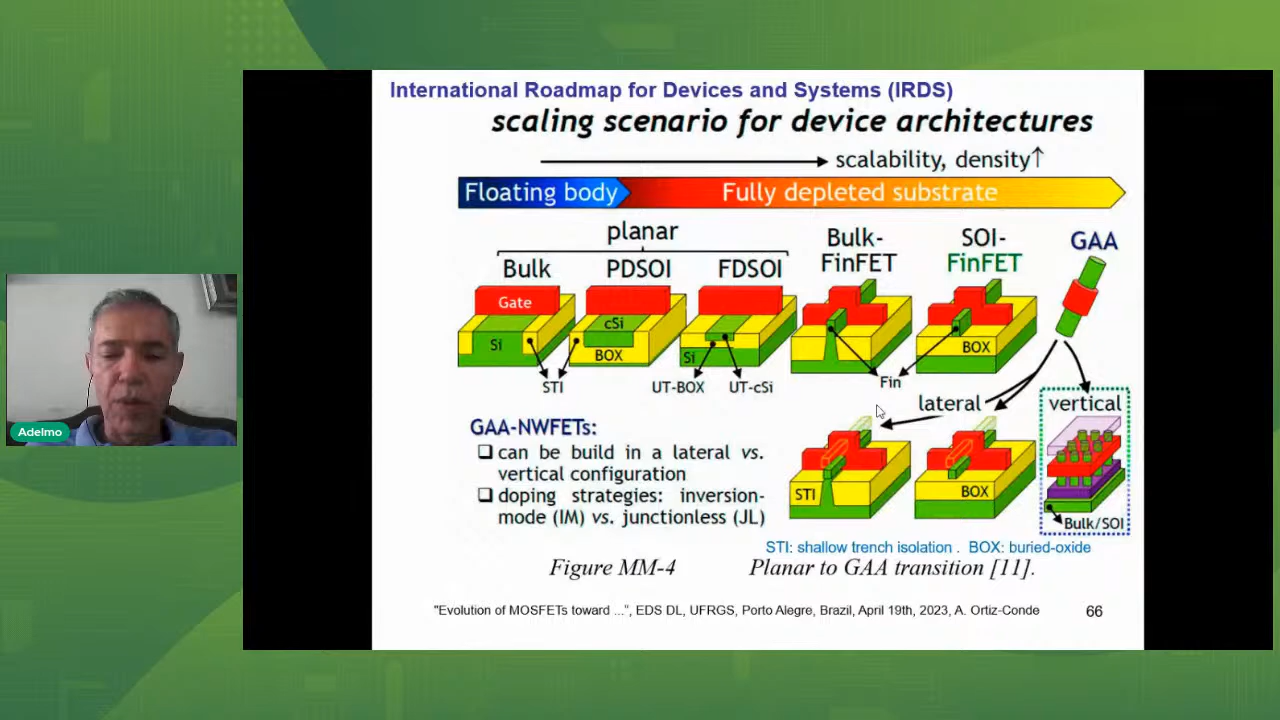 International Roadmap for Devices and Systems (IRDS)
scaling scenario for device architectures
scalability, density↑
Floating body
Fully depleted substrate
planar
Bulk
PDSOI
FDSOI
Bulk-
FinFET
SOI-
FinFET
GAA
Gate
Si
cSi
BOX
Si
BOX
STI
UT-BOX
UT-cSi
Fin
lateral
vertical
GAA-NWFETs:
❑ can be build in a lateral vs.
vertical configuration
❑ doping strategies: inversion-
mode (IM) vs. junctionless (JL)
STI
BOX
Bulk/SOI
STI: shallow trench isolation . BOX: buried-oxide
Figure MM-4
Planar to GAA transition [11].
"Evolution of MOSFETs toward ...", EDS DL, UFRGS, Porto Alegre, Brazil, April 19th, 2023, A. Ortiz-Conde
66
Adelmo